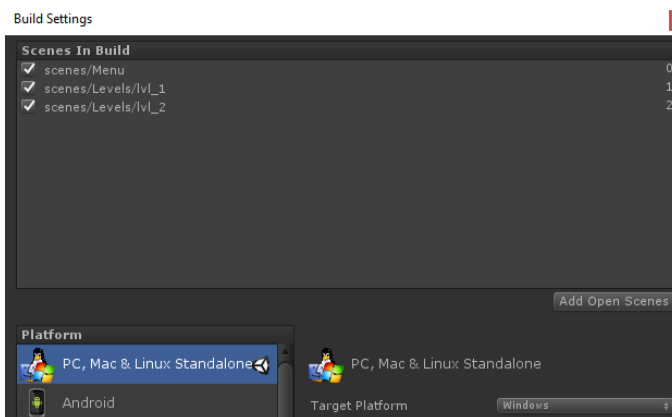 Build Settings
Scenes In Build
scenes/Menu 0
scenes/Levels/lvl_1 1
scenes/Levels/lvl_2 2
Add Open Scenes
Platform
PC, Mac & Linux Standalone
PC, Mac & Linux Standalone
Android
Target Platform Windows